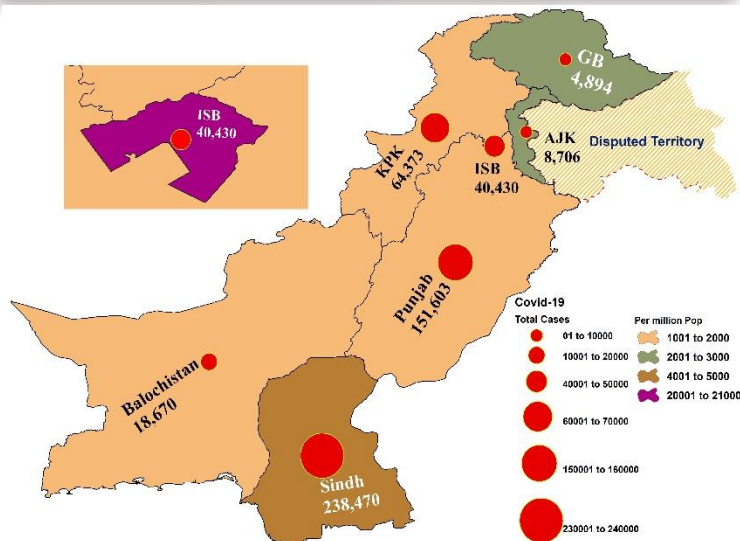 GB
4,894
ISB
40,430
Disputed Territory
AJK
8,706
KPK
64,373
ISB
40,430
Punjab
151,603
Balochistan
18,670
Sindh
238,470
Covid-19
Total Cases
01 to 10000
10001 to 20000
40001 to 50000
60001 to 70000
150001 to 160000
230001 to 240000
Per million Pop
1001 to 2000
2001 to 3000
4001 to 5000
20001 to 21000